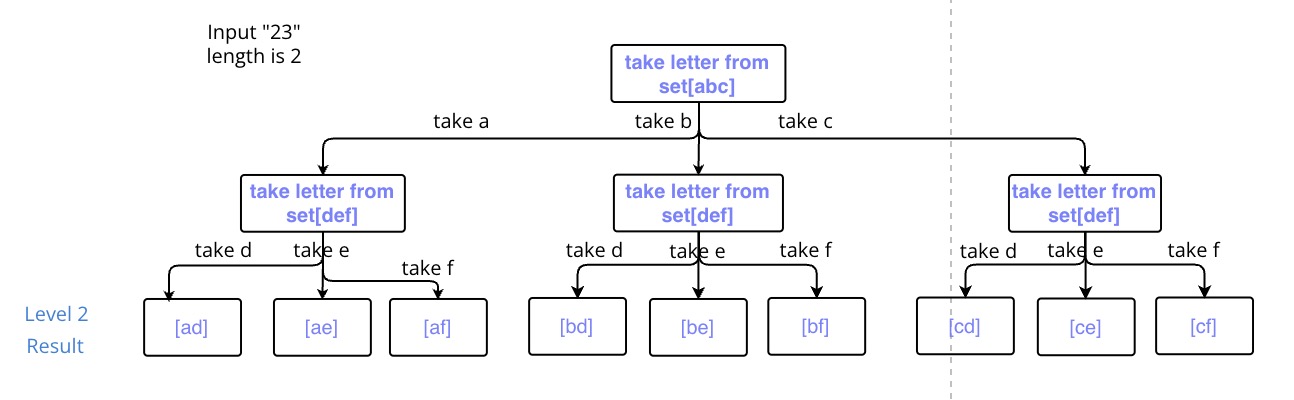 Input "23"
length is 2
take letter from
set[abc]
take a
take b
take c
take letter from
set[def]
take letter from
set[def]
take letter from
set[def]
take d
take e
take f
take d
take e
take f
take d
take e
take f
Level 2
Result
[ad]
[ae]
[af]
[bd]
[be]
[bf]
[cd]
[ce]
[cf]